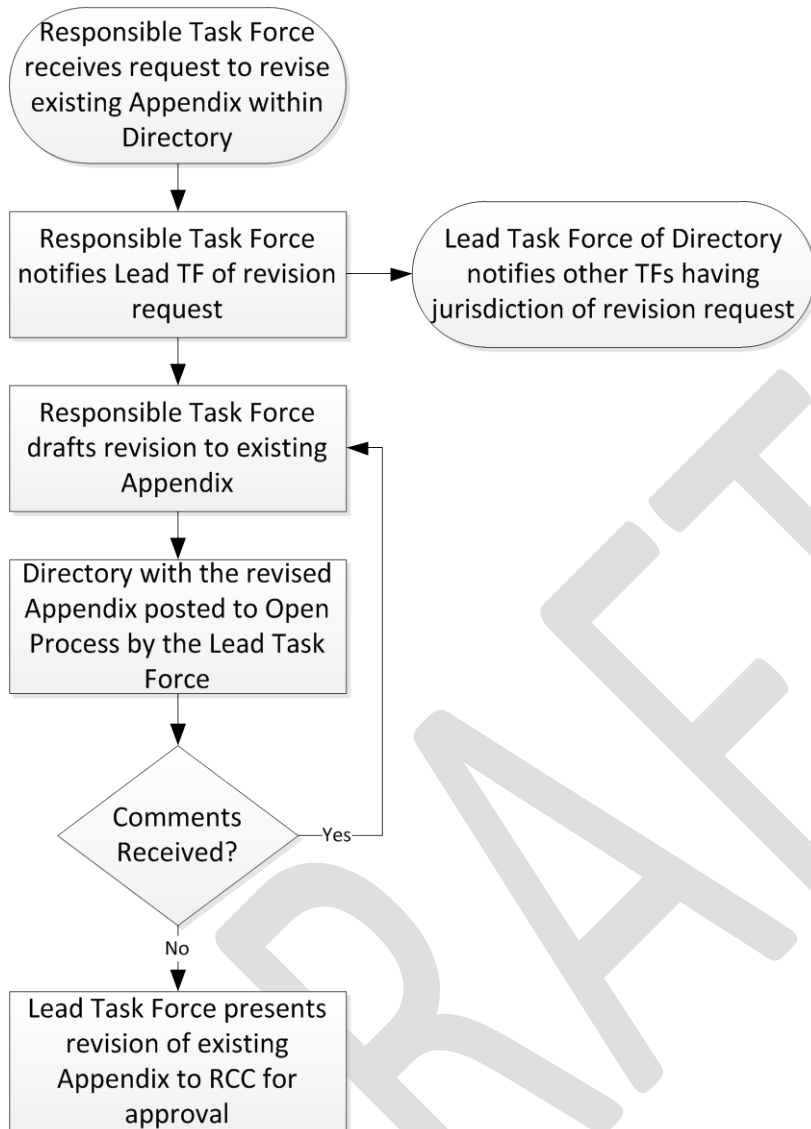 Responsible Task Force
receives request to revise
existing Appendix within
Directory
Responsible Task Force
notifies Lead TF of revision
request
Lead Task Force of Directory
notifies other TFs having
jurisdiction of revision request
Responsible Task Force
drafts revision to existing
Appendix
Directory with the revised
Appendix posted to Open
Process by the Lead Task
Force
Comments
Received?
Yes
No
Lead Task Force presents
revision of existing
Appendix to RCC for
approval
DRAFT